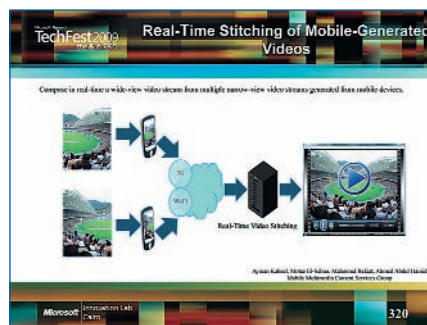 Microsoft Research
TechFest2009
Real-Time Stitching of Mobile-Generated
Videos
Compose in real-time a wide-view video stream from multiple narrow-view video streams generated from mobile devices.
3G
Wi-Fi
Real-Time Video Stitching
Ayman Kaheel, Motaz El-Saban, Mahmoud Refaat, Ahmed Abdul Hamid
Mobile Multimedia Content Services Group
Microsoft Innovation Lab
Cairo
320